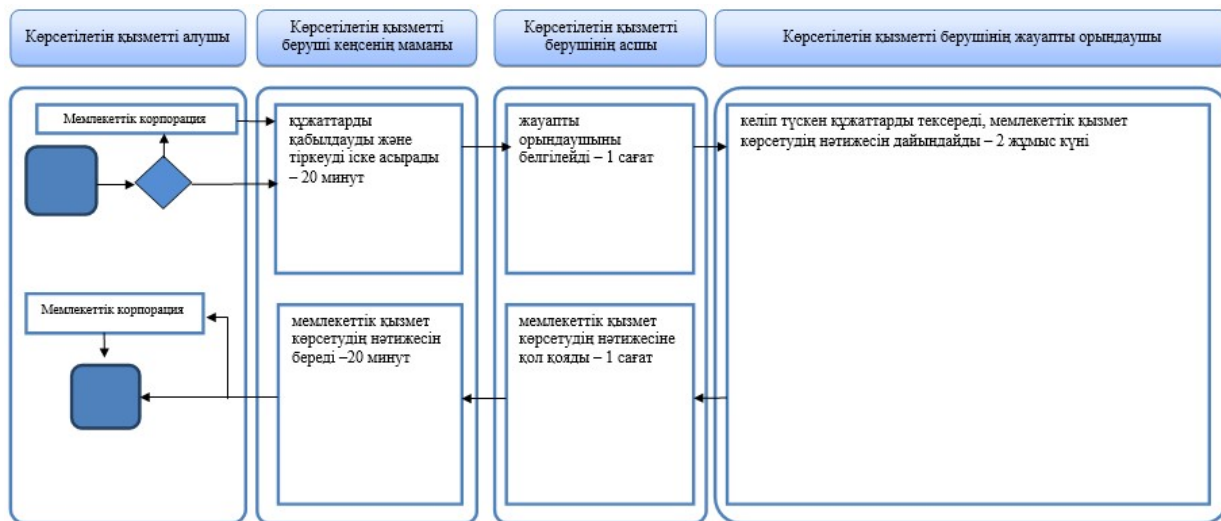 Көрсетілетін қызметті алушы
Көрсетілетін қызметті
беруші кеңсенің маманы
Көрсетілетін қызметті
берушінің асшы
Көрсетілетін қызметті берушінің жауапты орындаушы
Мемлекеттік корпорация
құжаттарды
қабылдауды және
тіркеуді іске асырады
– 20 минут
жауапты
орындаушыны
белгілейді – 1 сағат
келіп түскен құжаттарды тексереді, мемлекеттік қызмет
көрсетудің нәтижесін дайындайды – 2 жұмыс күні
Мемлекеттік корпорация
мемлекеттік қызмет
көрсетудің нәтижесін
береді –20 минут
мемлекеттік қызмет
көрсетудің нәтижесіне
қол қояды – 1 сағат